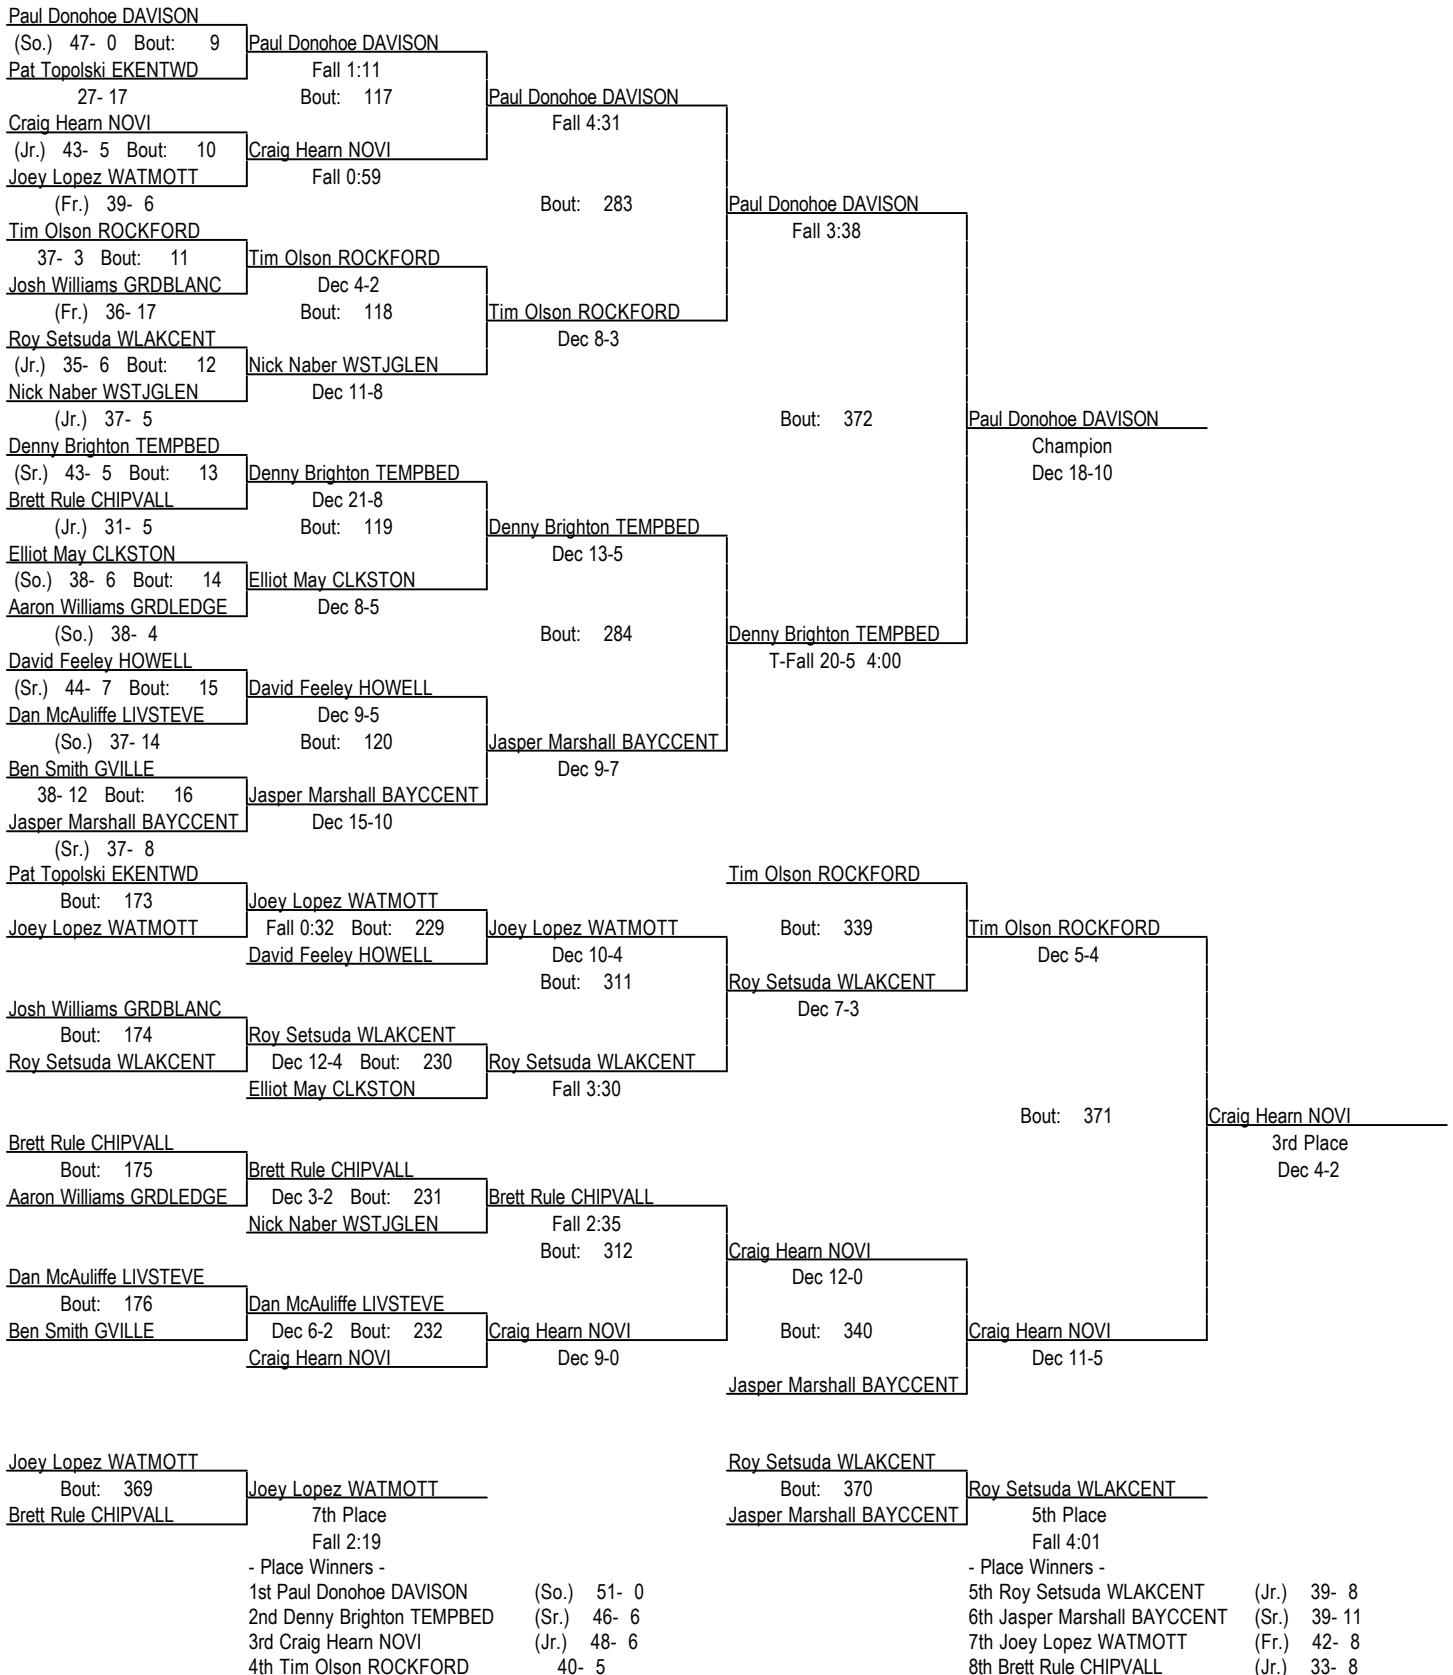 Paul Donohoe DAVISON
(So.) 47- 0 Bout: 9 Paul Donohoe DAVISON
Pat Topolski EKENTWD Fall 1:11
27- 17 Bout: 117 Paul Donohoe DAVISON
Craig Hearn NOVI Fall 4:31
(Jr.) 43- 5 Bout: 10 Craig Hearn NOVI
Joey Lopez WATMOTT Fall 0:59
(Fr.) 39- 6 Bout: 283 Paul Donohoe DAVISON
Tim Olson ROCKFORD Fall 3:38
37- 3 Bout: 11 Tim Olson ROCKFORD
Josh Williams GRDBLANC Dec 4-2
(Fr.) 36- 17 Bout: 118 Tim Olson ROCKFORD
Roy Setsuda WLAKCENT Dec 8-3
(Jr.) 35- 6 Bout: 12 Nick Naber WSTJGLEN
Nick Naber WSTJGLEN Dec 11-8
(Jr.) 37- 5 Bout: 372 Paul Donohoe DAVISON
Denny Brighton TEMPBED Champion
(Sr.) 43- 5 Bout: 13 Denny Brighton TEMPBED Dec 18-10
Brett Rule CHIPVALL Dec 21-8
(Jr.) 31- 5 Bout: 119 Denny Brighton TEMPBED
Elliot May CLKSTON Dec 13-5
(So.) 38- 6 Bout: 14 Elliot May CLKSTON
Aaron Williams GRDLEDGE Dec 8-5
(So.) 38- 4 Bout: 284 Denny Brighton TEMPBED
David Feeley HOWELL T-Fall 20-5 4:00
(Sr.) 44- 7 Bout: 15 David Feeley HOWELL
Dan McAuliffe LIVSTEVE Dec 9-5
(So.) 37- 14 Bout: 120 Jasper Marshall BAYCCENT
Ben Smith GVILLE Dec 9-7
38- 12 Bout: 16 Jasper Marshall BAYCCENT
Jasper Marshall BAYCCENT Dec 15-10
(Sr.) 37- 8
Pat Topolski EKENTWD Tim Olson ROCKFORD
Bout: 173 Joey Lopez WATMOTT
Joey Lopez WATMOTT Fall 0:32 Bout: 229 Joey Lopez WATMOTT Bout: 339 Tim Olson ROCKFORD
David Feeley HOWELL Dec 10-4 Dec 5-4
Bout: 311 Roy Setsuda WLAKCENT
Josh Williams GRDBLANC Dec 7-3
Bout: 174 Roy Setsuda WLAKCENT
Roy Setsuda WLAKCENT Dec 12-4 Bout: 230 Roy Setsuda WLAKCENT
Elliot May CLKSTON Fall 3:30
Bout: 371 Craig Hearn NOVI
Brett Rule CHIPVALL 3rd Place
Bout: 175 Brett Rule CHIPVALL Dec 4-2
Aaron Williams GRDLEDGE Dec 3-2 Bout: 231 Brett Rule CHIPVALL
Nick Naber WSTJGLEN Fall 2:35
Bout: 312 Craig Hearn NOVI
Dan McAuliffe LIVSTEVE Dec 12-0
Bout: 176 Dan McAuliffe LIVSTEVE
Ben Smith GVILLE Dec 6-2 Bout: 232 Craig Hearn NOVI Bout: 340 Craig Hearn NOVI
Craig Hearn NOVI Dec 9-0 Dec 11-5
Jasper Marshall BAYCCENT
Joey Lopez WATMOTT Roy Setsuda WLAKCENT
Bout: 369 Joey Lopez WATMOTT Bout: 370 Roy Setsuda WLAKCENT
Brett Rule CHIPVALL 7th Place Jasper Marshall BAYCCENT 5th Place
Fall 2:19 Fall 4:01
- Place Winners - - Place Winners -
1st Paul Donohoe DAVISON (So.) 51- 0 5th Roy Setsuda WLAKCENT (Jr.) 39- 8
2nd Denny Brighton TEMPBED (Sr.) 46- 6 6th Jasper Marshall BAYCCENT (Sr.) 39- 11
3rd Craig Hearn NOVI (Jr.) 48- 6 7th Joey Lopez WATMOTT (Fr.) 42- 8
4th Tim Olson ROCKFORD 40- 5 8th Brett Rule CHIPVALL (Jr.) 33- 8